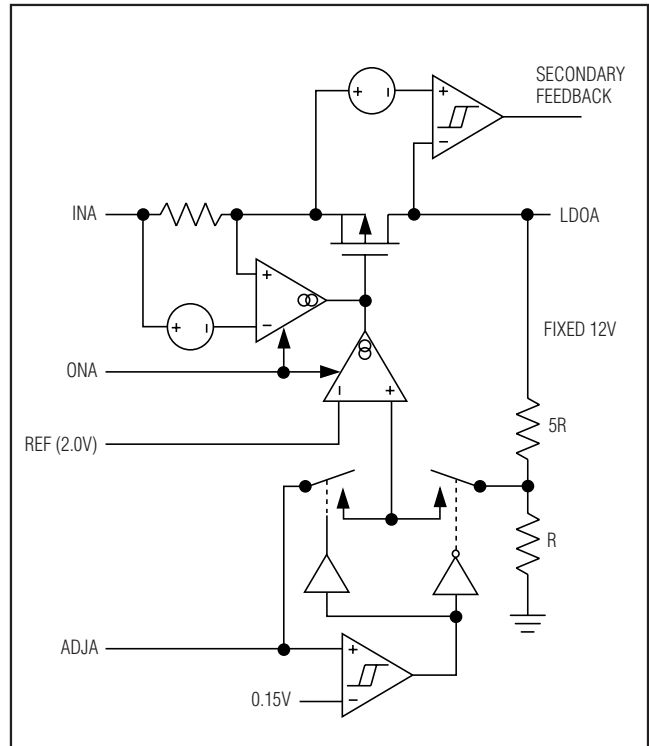 SECONDARY
FEEDBACK
INA
LDOA
FIXED 12V
ONA
5R
REF (2.0V)
R
ADJA
0.15V